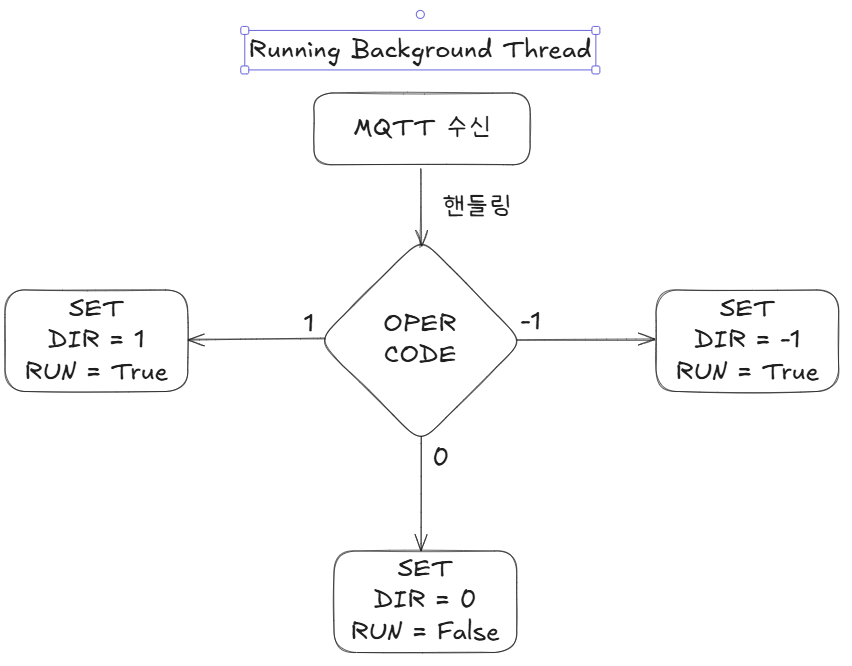 Running Background Thread
MQTT 수신
핸들링
OPER
CODE
1
-1
0
SET
DIR = 1
RUN = True
SET
DIR = -1
RUN = True
SET
DIR = 0
RUN = False